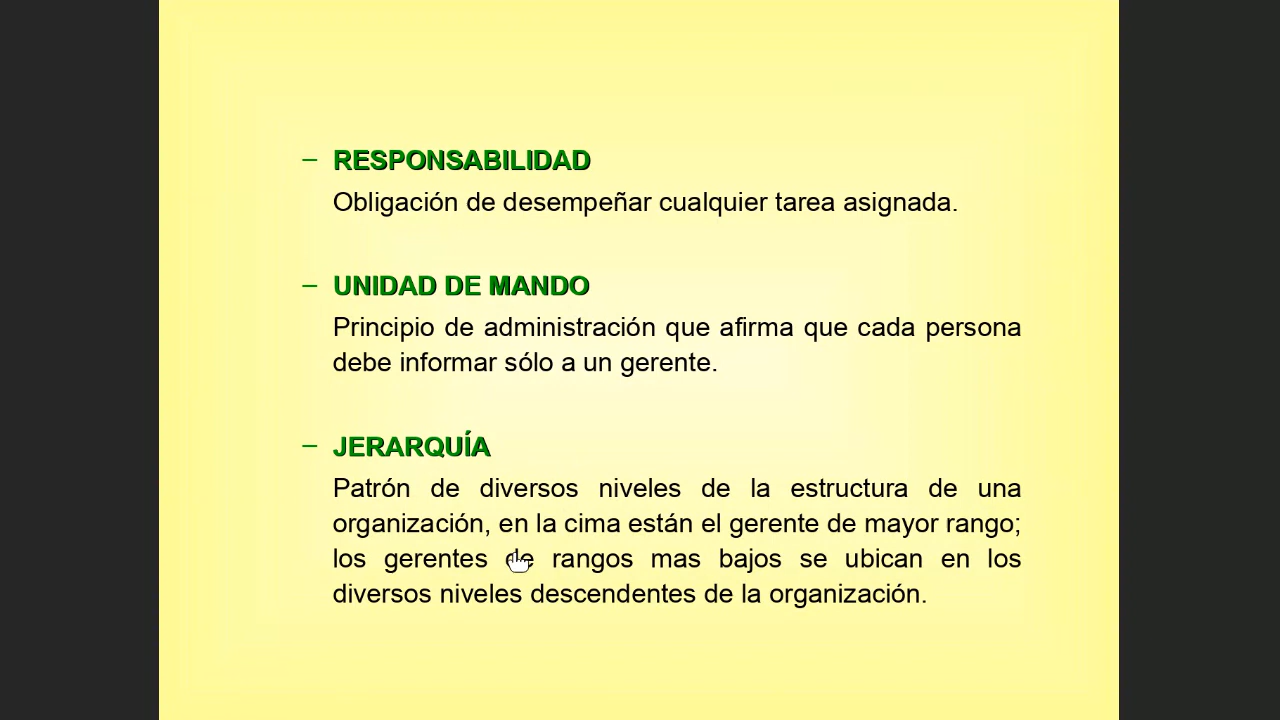 – RESPONSABILIDAD
Obligación de desempeñar cualquier tarea asignada.
– UNIDAD DE MANDO
Principio de administración que afirma que cada persona
debe informar sólo a un gerente.
– JERARQUÍA
Patrón de diversos niveles de la estructura de una
organización, en la cima están el gerente de mayor rango;
los gerentes de rangos mas bajos se ubican en los
diversos niveles descendentes de la organización.